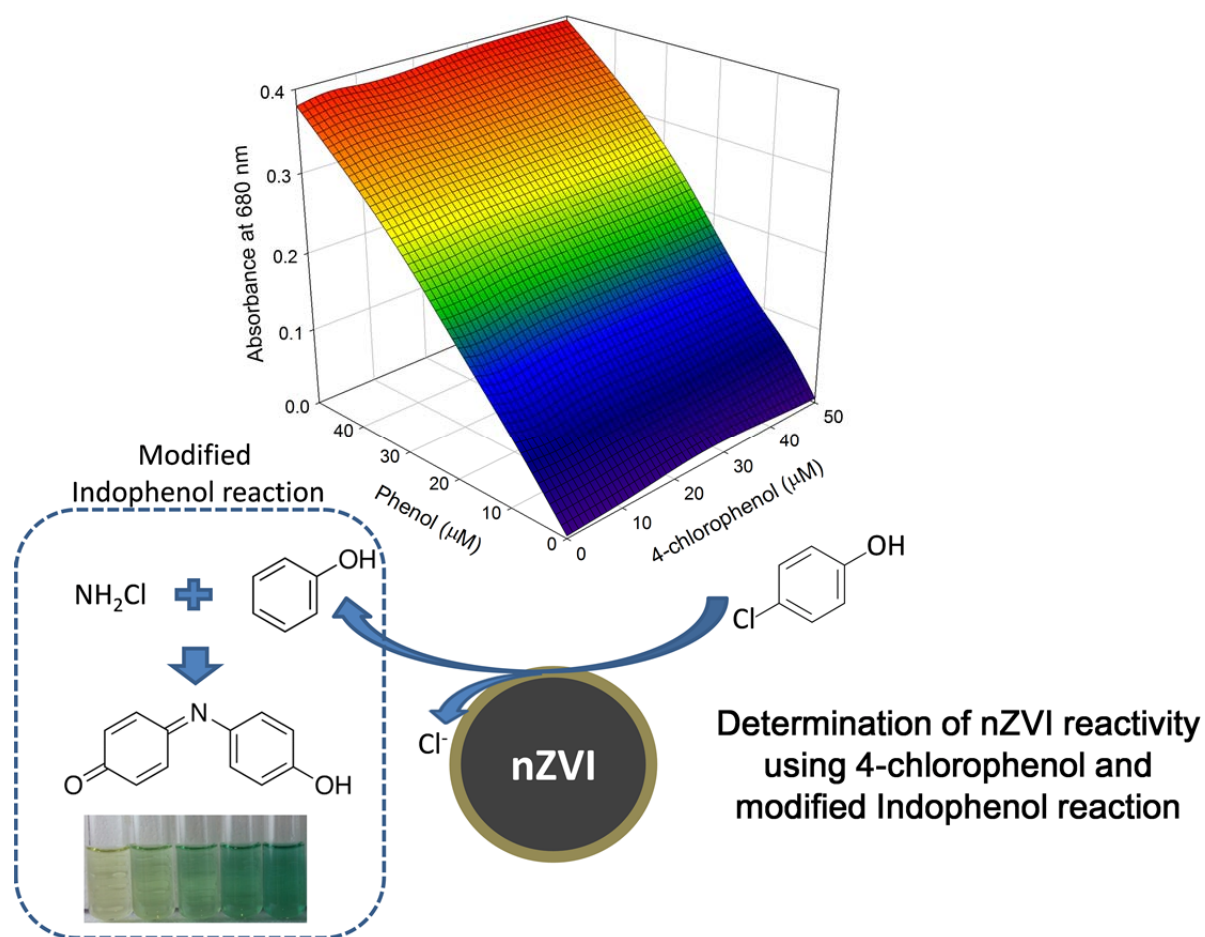 0.4
0.3
0.2
0.1
0.0
Absorbance at 680 nm
40
30
20
10
0
Phenol (μM)
0
10
20
30
40
50
4-chlorophenol (μM)
Modified
Indophenol reaction
NH₂Cl
OH
N
O
OH
OH
Cl
Cl⁻
nZVI
Determination of nZVI reactivity
using 4-chlorophenol and
modified Indophenol reaction